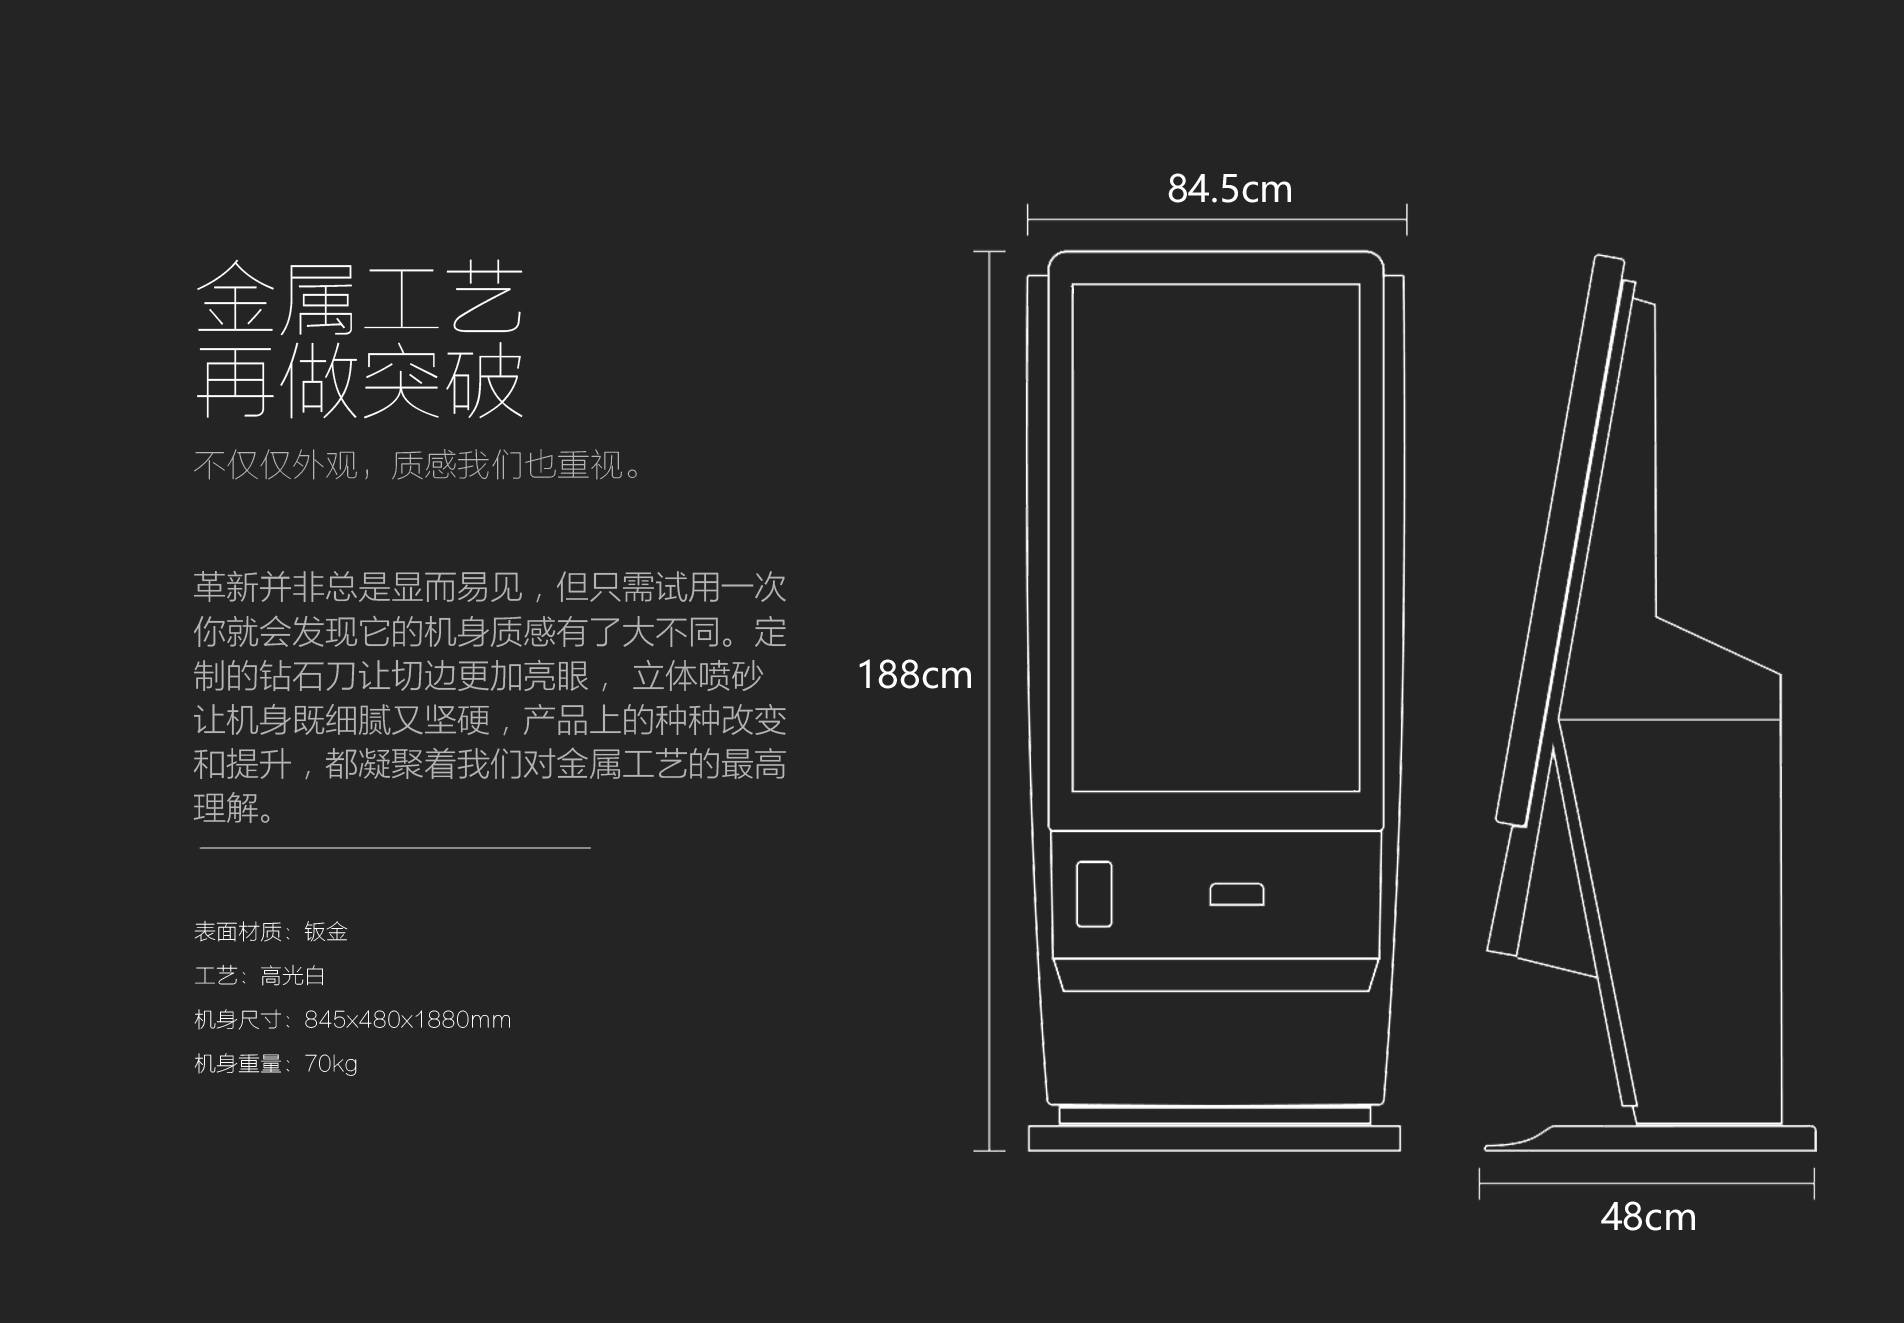 金属工艺
再做突破
不仅仅外观，质感我们也重视。
革新并非总是显而易见，但只需试用一次
你就会发现它的机身质感有了大不同。定
制的钻石刀让切边更加亮眼， 立体喷砂
让机身既细腻又坚硬，产品上的种种改变
和提升，都凝聚着我们对金属工艺的最高
理解。
表面材质：钣金
工艺：高光白
机身尺寸：845x480x1880mm
机身重量：70kg
84.5cm
188cm
48cm